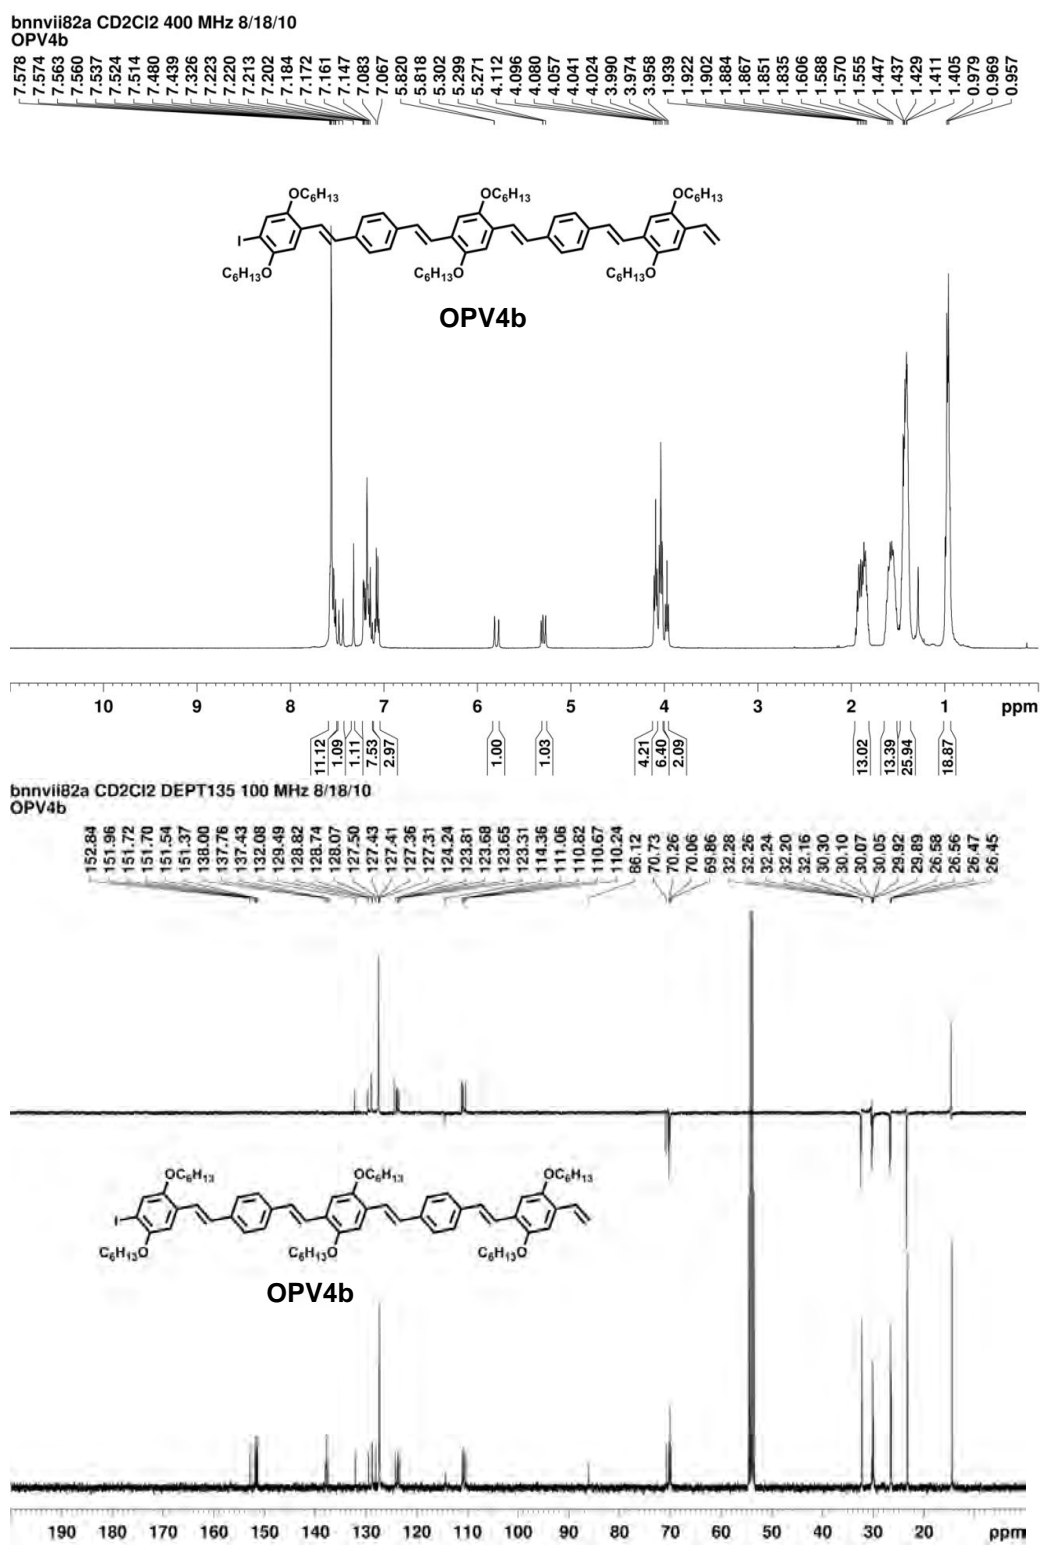 bnnvii82a CD2Cl2 400 MHz 8/18/10
OPV4b
7.578 7.574 7.563 7.560 7.537 7.524 7.514 7.480 7.439 7.326 7.223 7.220 7.213 7.202 7.184 7.172 7.161 7.147 7.083 7.067 5.820 5.818 5.302 5.299 5.271 4.112 4.096 4.080 4.057 4.041 4.024 3.990 3.974 3.958 1.939 1.922 1.902 1.884 1.867 1.851 1.835 1.606 1.588 1.570 1.555 1.447 1.437 1.429 1.411 1.405 0.979 0.969 0.957
OC6H13 OC6H13 OC6H13
I
C6H13O C6H13O C6H13O
OPV4b
10 9 8 7 6 5 4 3 2 1 ppm
11.12 1.09 1.11 7.53 2.97 1.00 1.03 4.21 6.40 2.09 13.02 13.39 25.94 18.87
bnnvii82a CD2Cl2 DEPT135 100 MHz 8/18/10
OPV4b
152.84 151.96 151.72 151.70 151.54 151.37 138.00 137.76 137.43 132.08 129.49 128.82 128.74 128.07 127.50 127.43 127.41 127.36 127.31 124.24 123.81 123.68 123.65 123.31 114.36 111.06 110.82 110.67 110.24 86.12 70.73 70.26 70.06 69.86 32.28 32.26 32.24 32.20 32.16 30.30 30.10 30.07 30.05 29.92 29.89 26.58 26.56 26.47 26.45
OC6H13 OC6H13 OC6H13
I
C6H13O C6H13O C6H13O
OPV4b
190 180 170 160 150 140 130 120 110 100 90 80 70 60 50 40 30 20 ppm